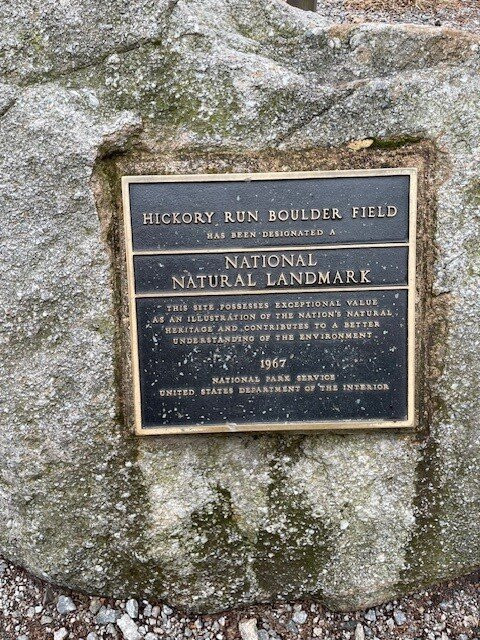 HICKORY RUN BOULDER FIELD
HAS BEEN DESIGNATED A
NATIONAL
NATURAL LANDMARK
THIS SITE POSSESSES EXCEPTIONAL VALUE
AS AN ILLUSTRATION OF THE NATION'S NATURAL
HERITAGE AND CONTRIBUTES TO A BETTER
UNDERSTANDING OF THE ENVIRONMENT
1967
NATIONAL PARK SERVICE
UNITED STATES DEPARTMENT OF THE INTERIOR